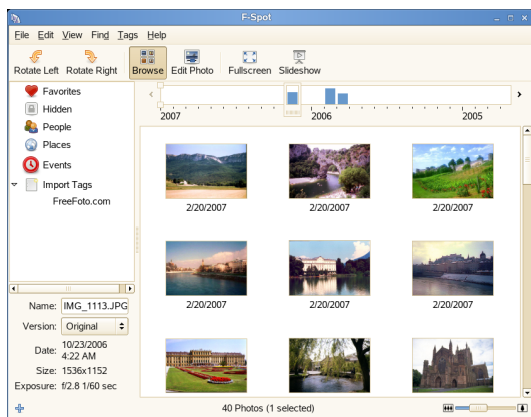 F-Spot
File Edit View Find Tags Help
Rotate Left Rotate Right Browse Edit Photo Fullscreen Slideshow
Favorites
Hidden
People
Places
Events
Import Tags
FreeFoto.com
2007 2006 2005
2/20/2007 2/20/2007 2/20/2007
2/20/2007 2/20/2007 2/20/2007
Name: IMG_1113.JPG
Version: Original
Date: 10/23/2006
4:22 AM
Size: 1536x1152
Exposure: f/2.8 1/60 sec
40 Photos (1 selected)